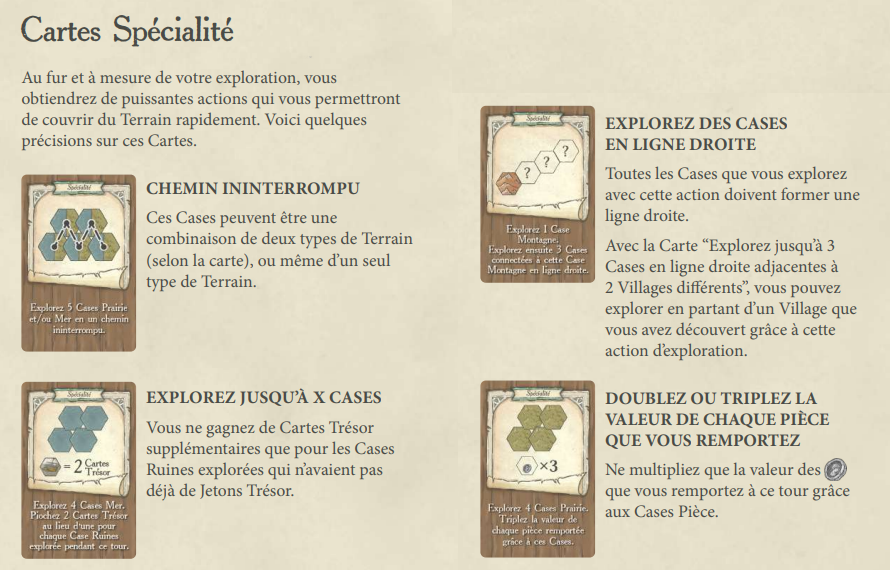 Cartes Spécialité
Au fur et à mesure de votre exploration, vous
obtiendrez de puissantes actions qui vous permettront
de couvrir du Terrain rapidement. Voici quelques
précisions sur ces Cartes.
Spécialité
Explorez 5 Cases Prairie
et/ou Mer en un chemin
ininterrompu.
CHEMIN ININTERROMPU
Ces Cases peuvent être une
combinaison de deux types de Terrain
(selon la carte), ou même d’un seul
type de Terrain.
Spécialité
= 2 Cartes
Trésor
Explorez 4 Cases Mer.
Piochez 2 Cartes Trésor
au lieu d'une pour
chaque Case Ruines
explorée pendant ce tour.
EXPLOREZ JUSQU’À X CASES
Vous ne gagnez de Cartes Trésor
supplémentaires que pour les Cases
Ruines explorées qui n’avaient pas
déjà de Jetons Trésor.
Spécialité
? ? ?
Explorez 1 Case
Montagne.
Explorez ensuite 3 Cases
connectées à cette Case
Montagne en ligne droite.
EXPLOREZ DES CASES
EN LIGNE DROITE
Toutes les Cases que vous explorez
avec cette action doivent former une
ligne droite.
Avec la Carte “Explorez jusqu’à 3
Cases en ligne droite adjacentes à
2 Villages différents”, vous pouvez
explorer en partant d’un Village que
vous avez découvert grâce à cette
action d’exploration.
Spécialité
×3
Explorez 4 Cases Prairie.
Triplez la valeur de
chaque pièce remportée
grâce à ces Cases.
DOUBLEZ OU TRIPLEZ LA
VALEUR DE CHAQUE PIÈCE
QUE VOUS REMPORTEZ
Ne multipliez que la valeur des
que vous remportez à ce tour grâce
aux Cases Pièce.